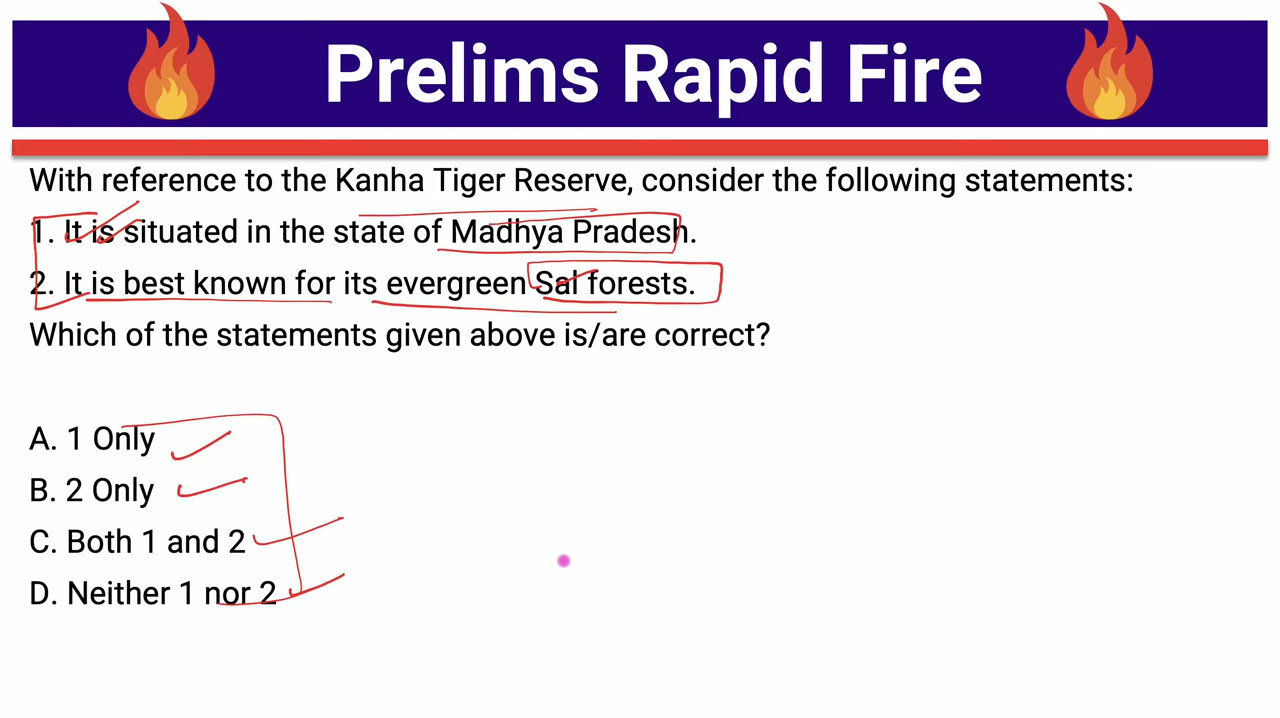 Prelims Rapid Fire
With reference to the Kanha Tiger Reserve, consider the following statements:
1. It is situated in the state of Madhya Pradesh.
2. It is best known for its evergreen Sal forests.
Which of the statements given above is/are correct?
A. 1 Only
B. 2 Only
C. Both 1 and 2
D. Neither 1 nor 2